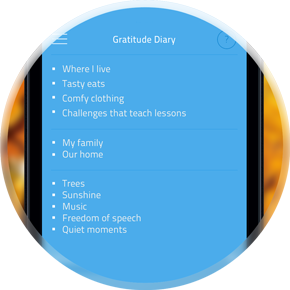 Gratitude Diary
Where I live
Tasty eats
Comfy clothing
Challenges that teach lessons
My family
Our home
Trees
Sunshine
Music
Freedom of speech
Quiet moments